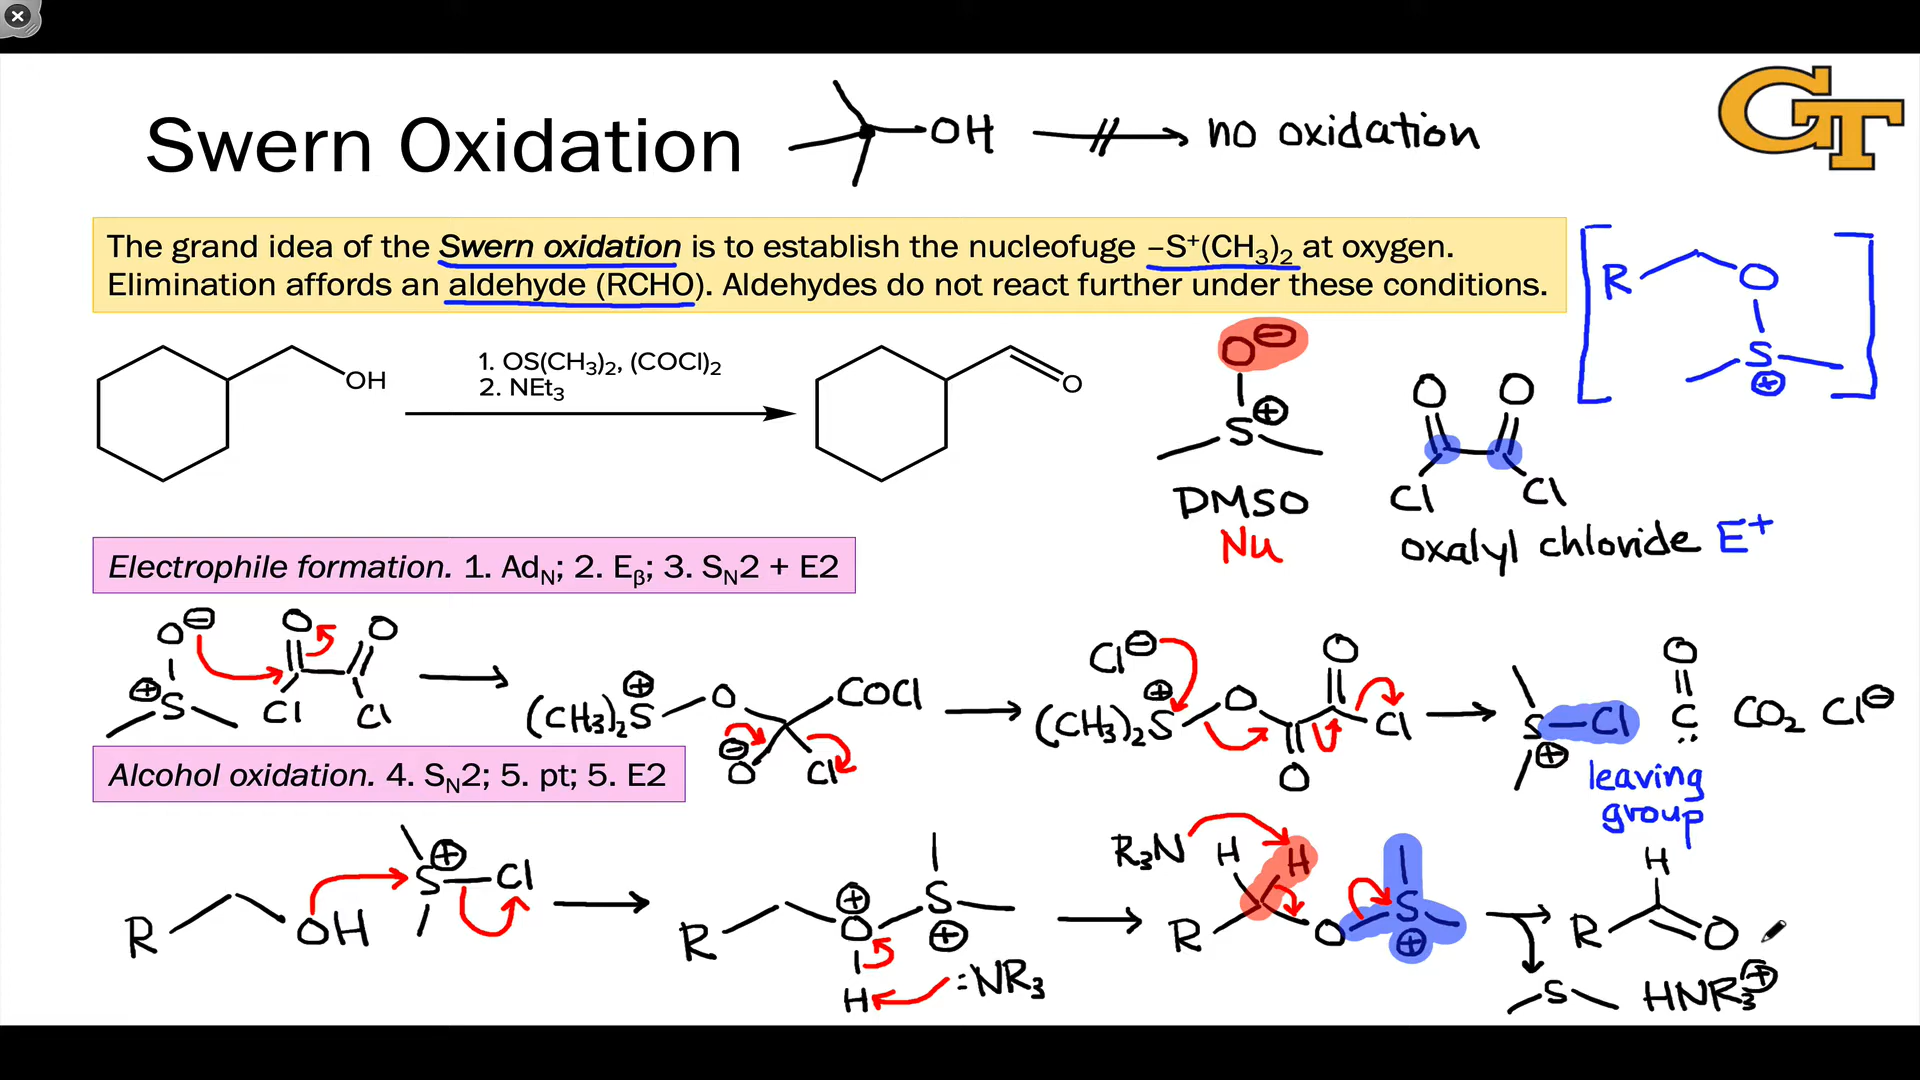 Swern Oxidation
OH no oxidation
GT
The grand idea of the Swern oxidation is to establish the nucleofuge –S⁺(CH₃)₂ at oxygen.
Elimination affords an aldehyde (RCHO). Aldehydes do not react further under these conditions.
R O
S
⊕
OH
1. OS(CH₃)₂, (COCl)₂
2. NEt₃
O
O ⊖
S ⊕
DMSO
Nu
O O
Cl Cl
oxalyl chloride E⁺
Electrophile formation. 1. Ad_N; 2. E_β; 3. S_N2 + E2
O ⊖ O O
⊕ S Cl Cl
(CH₃)₂S ⊕ O COCl
⊖ O Cl
Cl ⊖ O
(CH₃)₂S ⊕ O Cl
O
S Cl
⊕
O
C
:
CO₂ Cl ⊖
leaving
group
Alcohol oxidation. 4. S_N2; 5. pt; 5. E2
R OH S ⊕ Cl
R O ⊕ S ⊕
H :NR₃
R₃N H H
R O S ⊕
H
R O
S HNR₃ ⊕